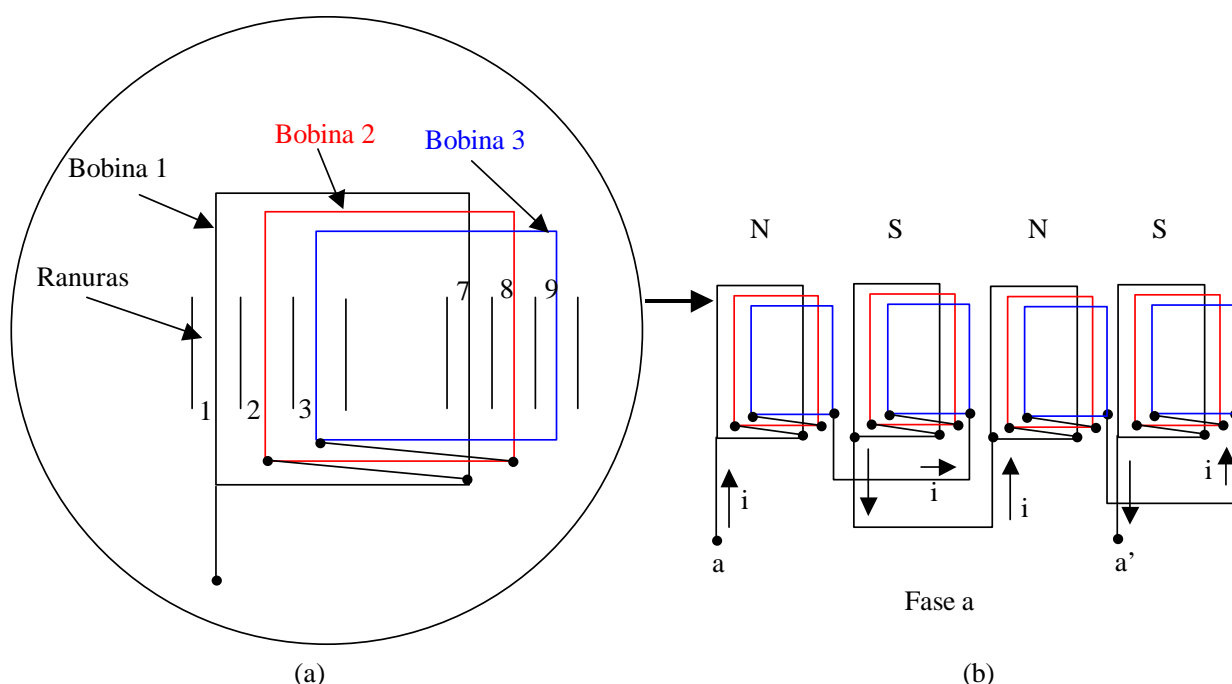 Bobina 2
Bobina 3
Bobina 1
Ranuras
7
8
9
1
2
3
(a)
N
S
N
S
i
i
i
i
a
a’
Fase a
(b)